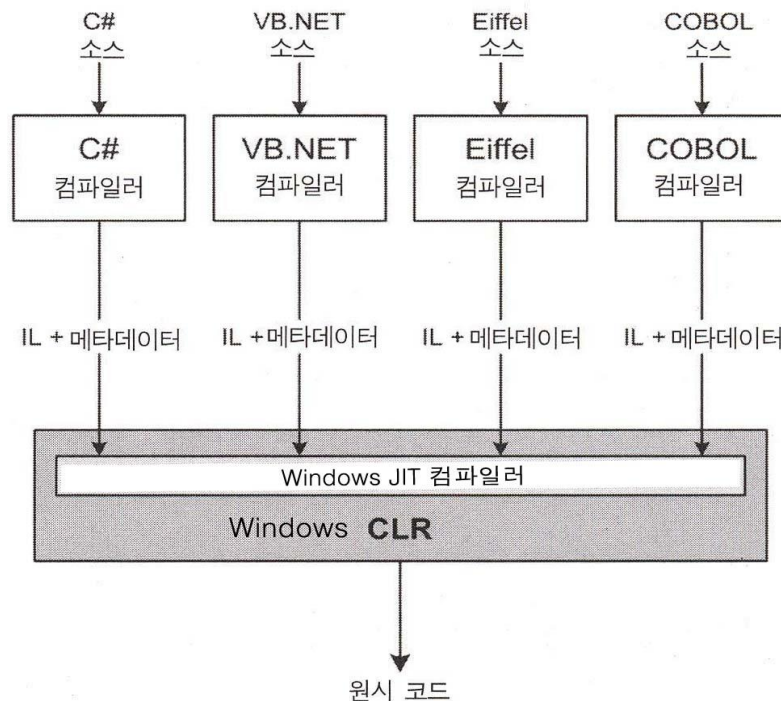 C# VB.NET Eiffel COBOL
소스 소스 소스 소스
C# VB.NET Eiffel COBOL
컴파일러 컴파일러 컴파일러 컴파일러
IL + 메타데이터 IL +메타데이터 IL + 메타데이터 IL + 메타데이터
Windows JIT 컴파일러
Windows CLR
원시 코드